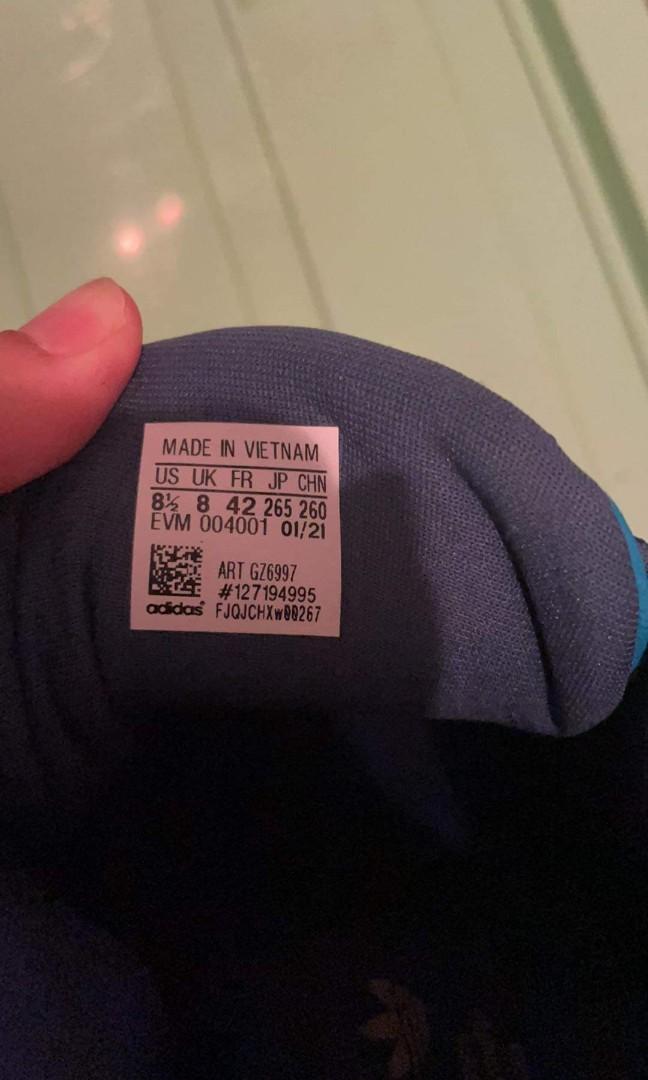 MADE IN VIETNAM
US UK FR JP CHN
8½ 8 42 265 260
EVM 004001 01/21
ART GZ6997
#127194995
adidas FJQJCHXw00267